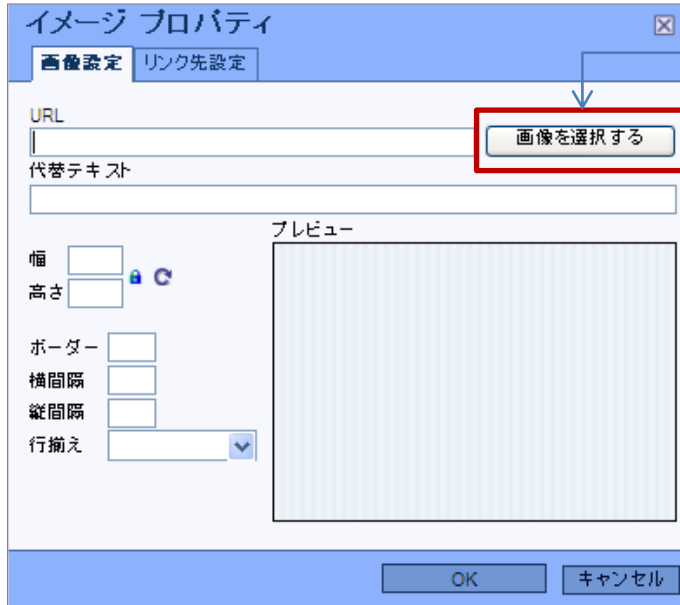 イメージ プロパティ
画像設定 リンク先設定
URL
画像を選択する
代替テキスト
プレビュー
幅
高さ
ボーダー
横間隔
縦間隔
行揃え
OK キャンセル